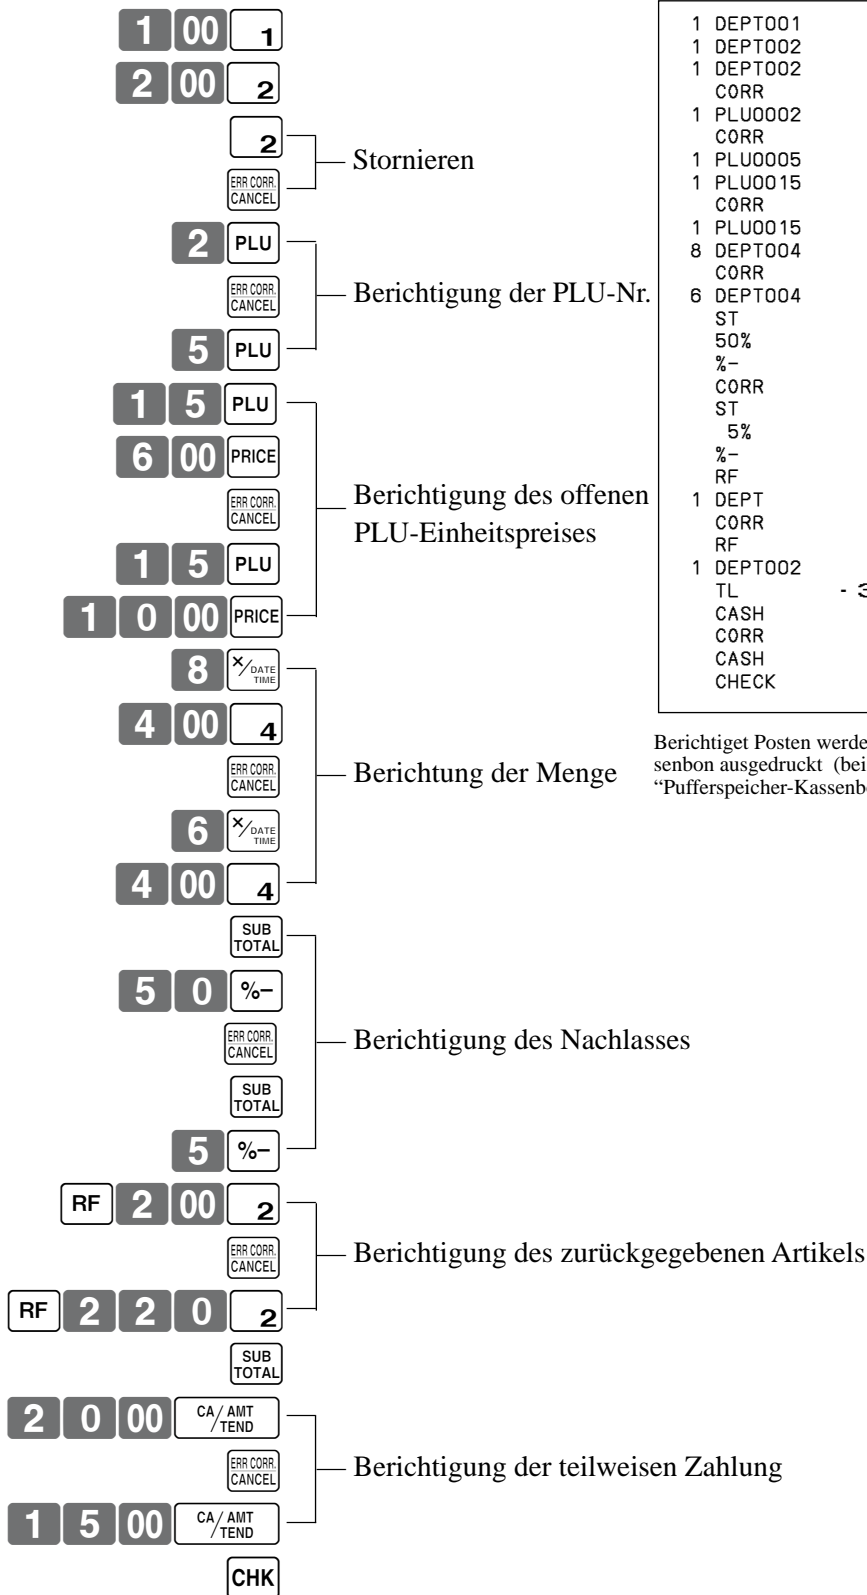 1 00 1
2 00 2
2
ERR CORR. CANCEL
Stornieren
2 PLU
ERR CORR. CANCEL
Berichtigung der PLU-Nr.
5 PLU
1 5 PLU
6 00 PRICE
ERR CORR. CANCEL
Berichtigung des offenen
PLU-Einheitspreises
1 5 PLU
1 0 00 PRICE
8 ×/DATE TIME
4 00 4
ERR CORR. CANCEL
Berichtung der Menge
6 ×/DATE TIME
4 00 4
SUB TOTAL
5 0 %−
ERR CORR. CANCEL
Berichtigung des Nachlasses
SUB TOTAL
5 %−
RF 2 00 2
ERR CORR. CANCEL
Berichtigung des zurückgegebenen Artikels
RF 2 2 0 2
SUB TOTAL
2 0 00 CA/AMT TEND
ERR CORR. CANCEL
Berichtigung der teilweisen Zahlung
1 5 00 CA/AMT TEND
CHK
1 DEPT001
1 DEPT002
1 DEPT002
CORR
1 PLU0002
CORR
1 PLU0005
1 PLU0015
CORR
1 PLU0015
8 DEPT004
CORR
6 DEPT004
ST
50%
%-
CORR
ST
5%
%-
RF
1 DEPT
CORR
RF
1 DEPT002
TL -
CASH
CORR
CASH
CHECK
Berichtiget Posten
senbon ausgedruckt (bei